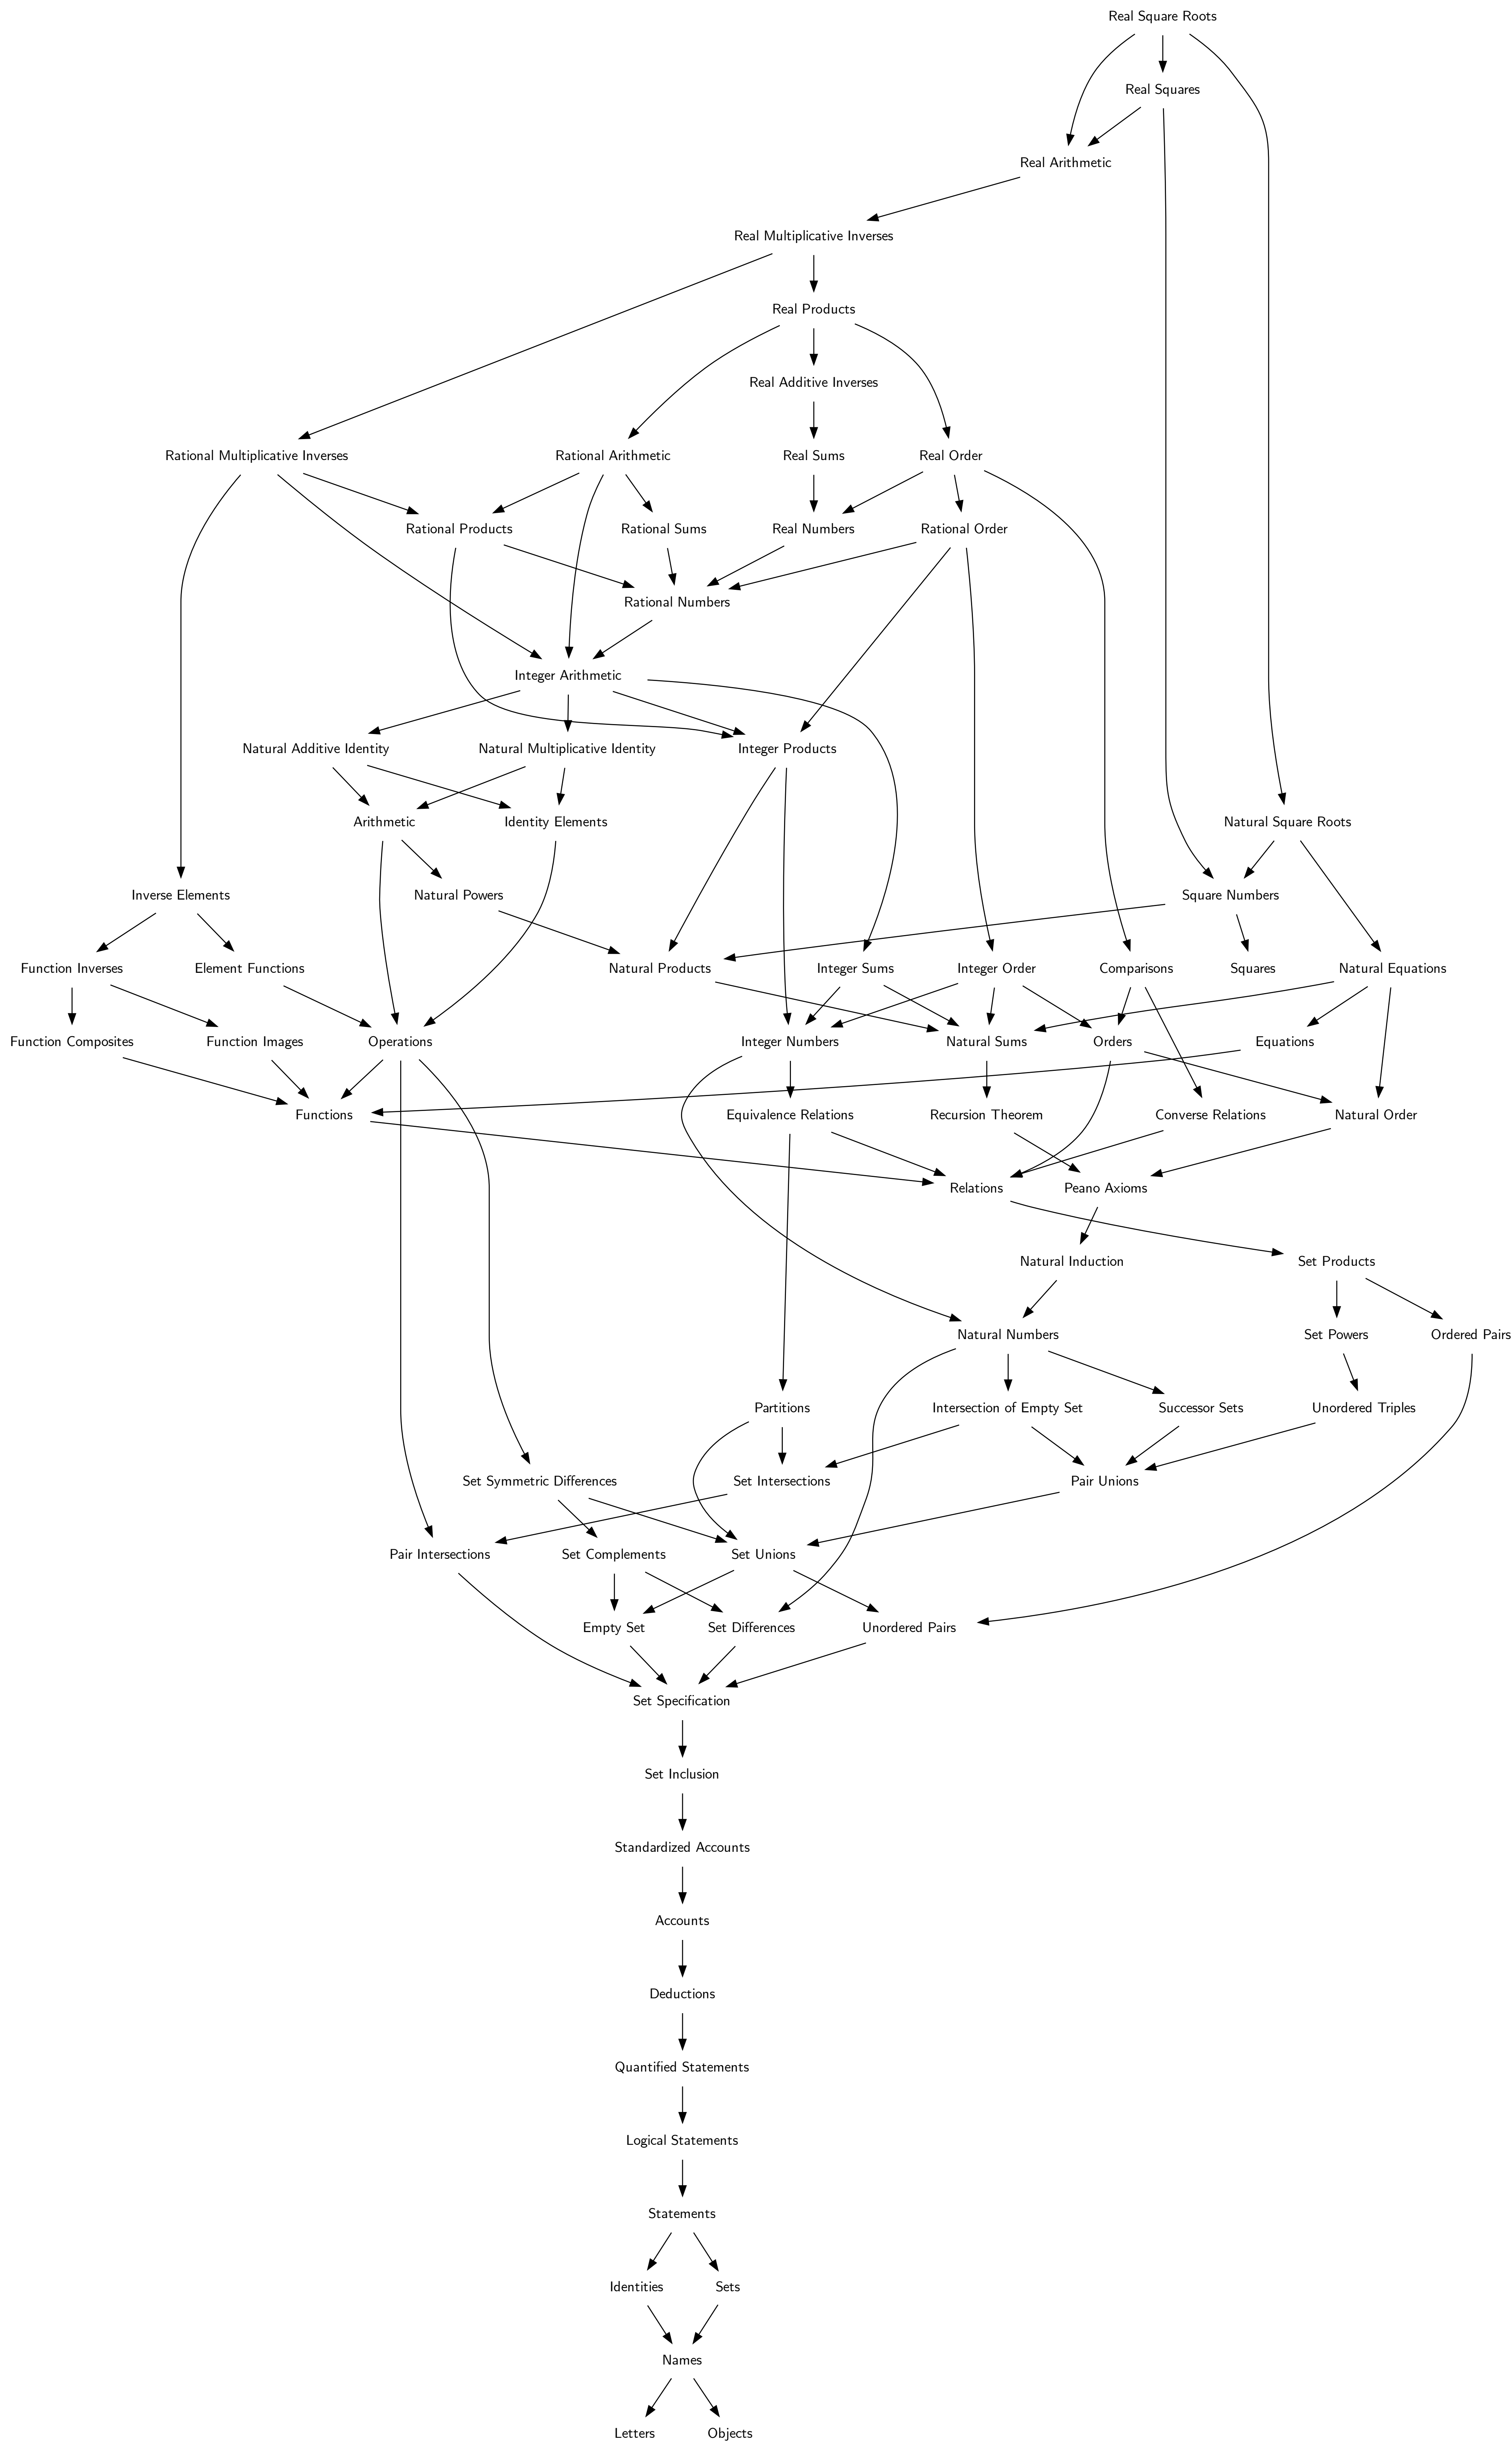 Real Square Roots
Real Squares
Real Arithmetic
Real Multiplicative Inverses
Real Products
Real Additive Inverses
Rational Multiplicative Inverses
Rational Arithmetic
Real Sums
Real Order
Rational Products
Rational Sums
Real Numbers
Rational Order
Rational Numbers
Integer Arithmetic
Natural Additive Identity
Natural Multiplicative Identity
Integer Products
Arithmetic
Identity Elements
Natural Square Roots
Inverse Elements
Natural Powers
Square Numbers
Function Inverses
Element Functions
Natural Products
Integer Sums
Integer Order
Comparisons
Squares
Natural Equations
Function Composites
Function Images
Operations
Integer Numbers
Natural Sums
Orders
Equations
Functions
Equivalence Relations
Recursion Theorem
Converse Relations
Natural Order
Relations
Peano Axioms
Natural Induction
Set Products
Natural Numbers
Set Powers
Ordered Pairs
Partitions
Intersection of Empty Set
Successor Sets
Unordered Triples
Set Symmetric Differences
Set Intersections
Pair Unions
Pair Intersections
Set Complements
Set Unions
Empty Set
Set Differences
Unordered Pairs
Set Specification
Set Inclusion
Standardized Accounts
Accounts
Deductions
Quantified Statements
Logical Statements
Statements
Identities
Sets
Names
Letters
Objects